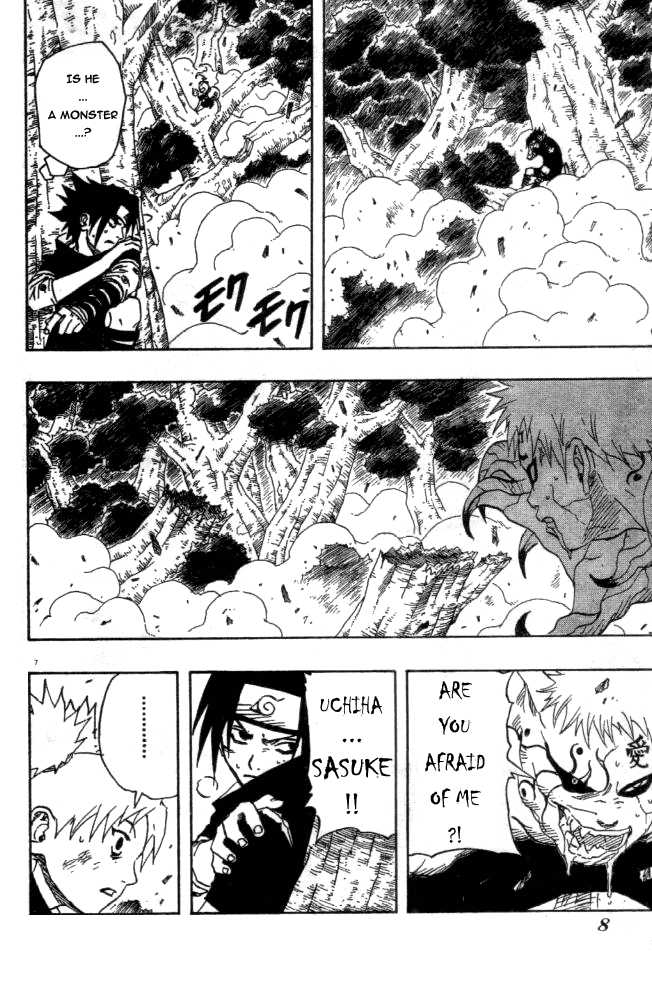 IS HE
...
A MONSTER
...?
モク
モク
7
ARE
YOU
AFRAID
OF ME
?!
愛
UCHIHA
...
SASUKE
!!
.........
8